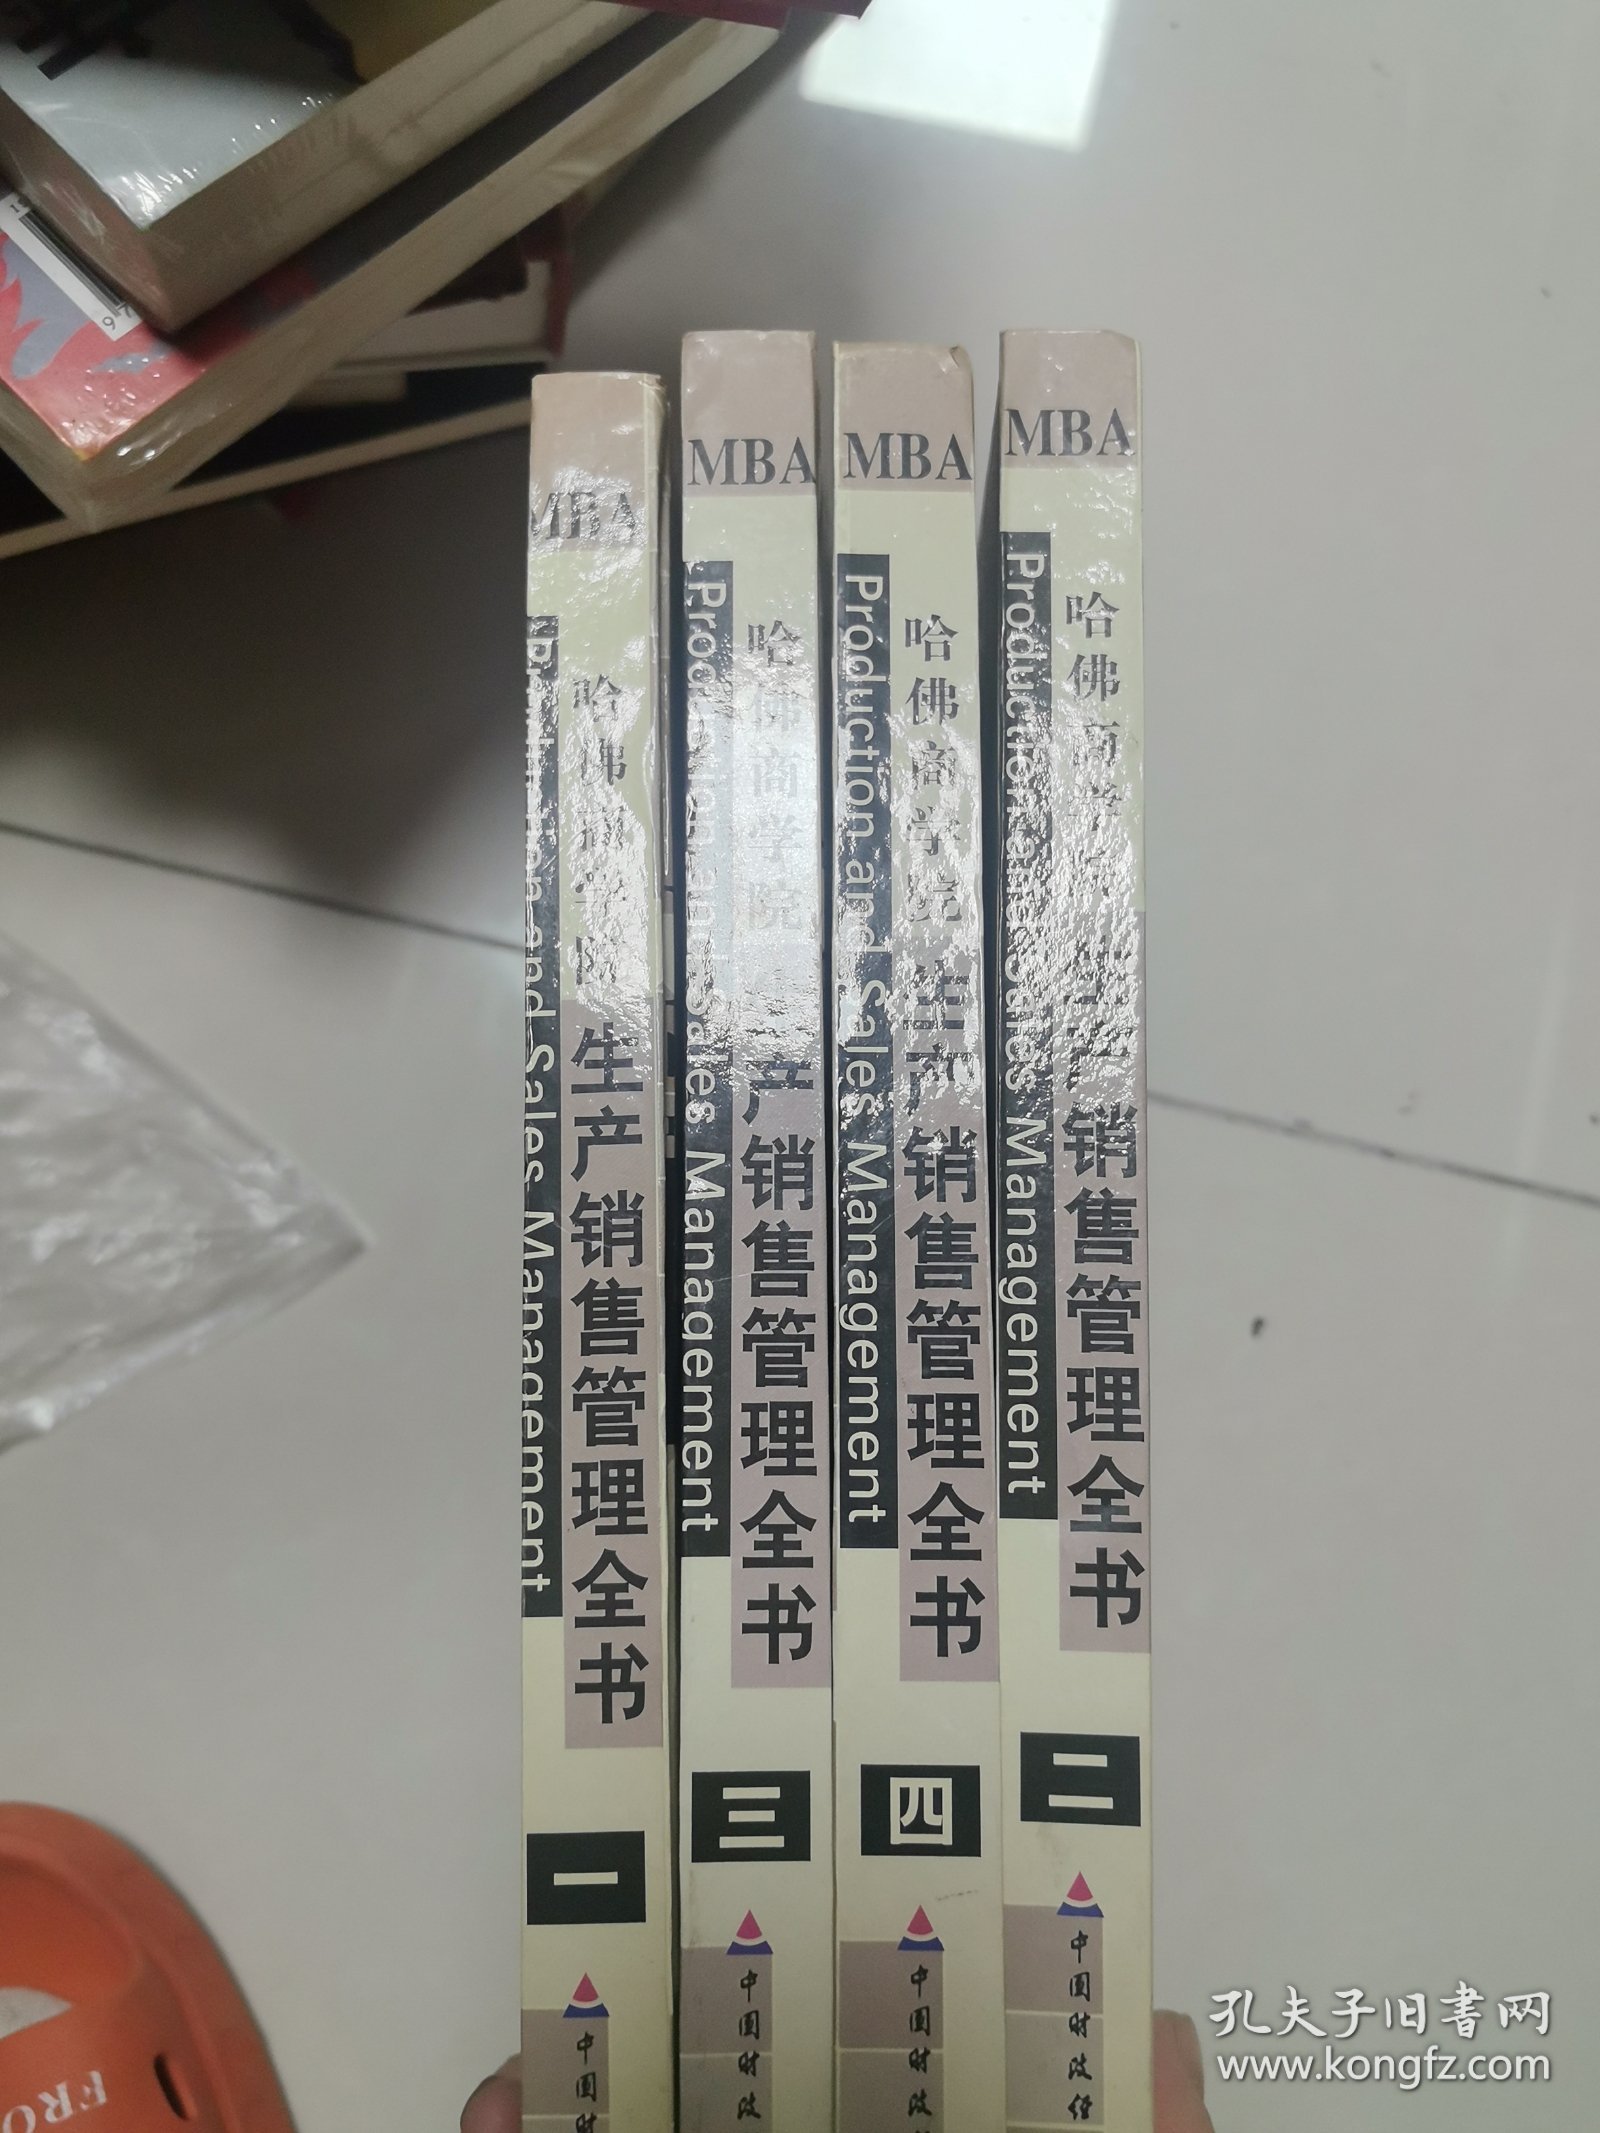 MBA
哈佛商学院
生产销售管理全书
Production and Sales Management
一
中国财
MBA
哈佛商学院
产销售管理全书
Production and Sales Management
三
中国财政
MBA
哈佛商学院
生产销售管理全书
Production and Sales Management
四
中国财政
MBA
哈佛商学院
生产销售管理全书
Production and Sales Management
二
中国财政经
FRO
孔夫子旧书网
www.kongfz.com